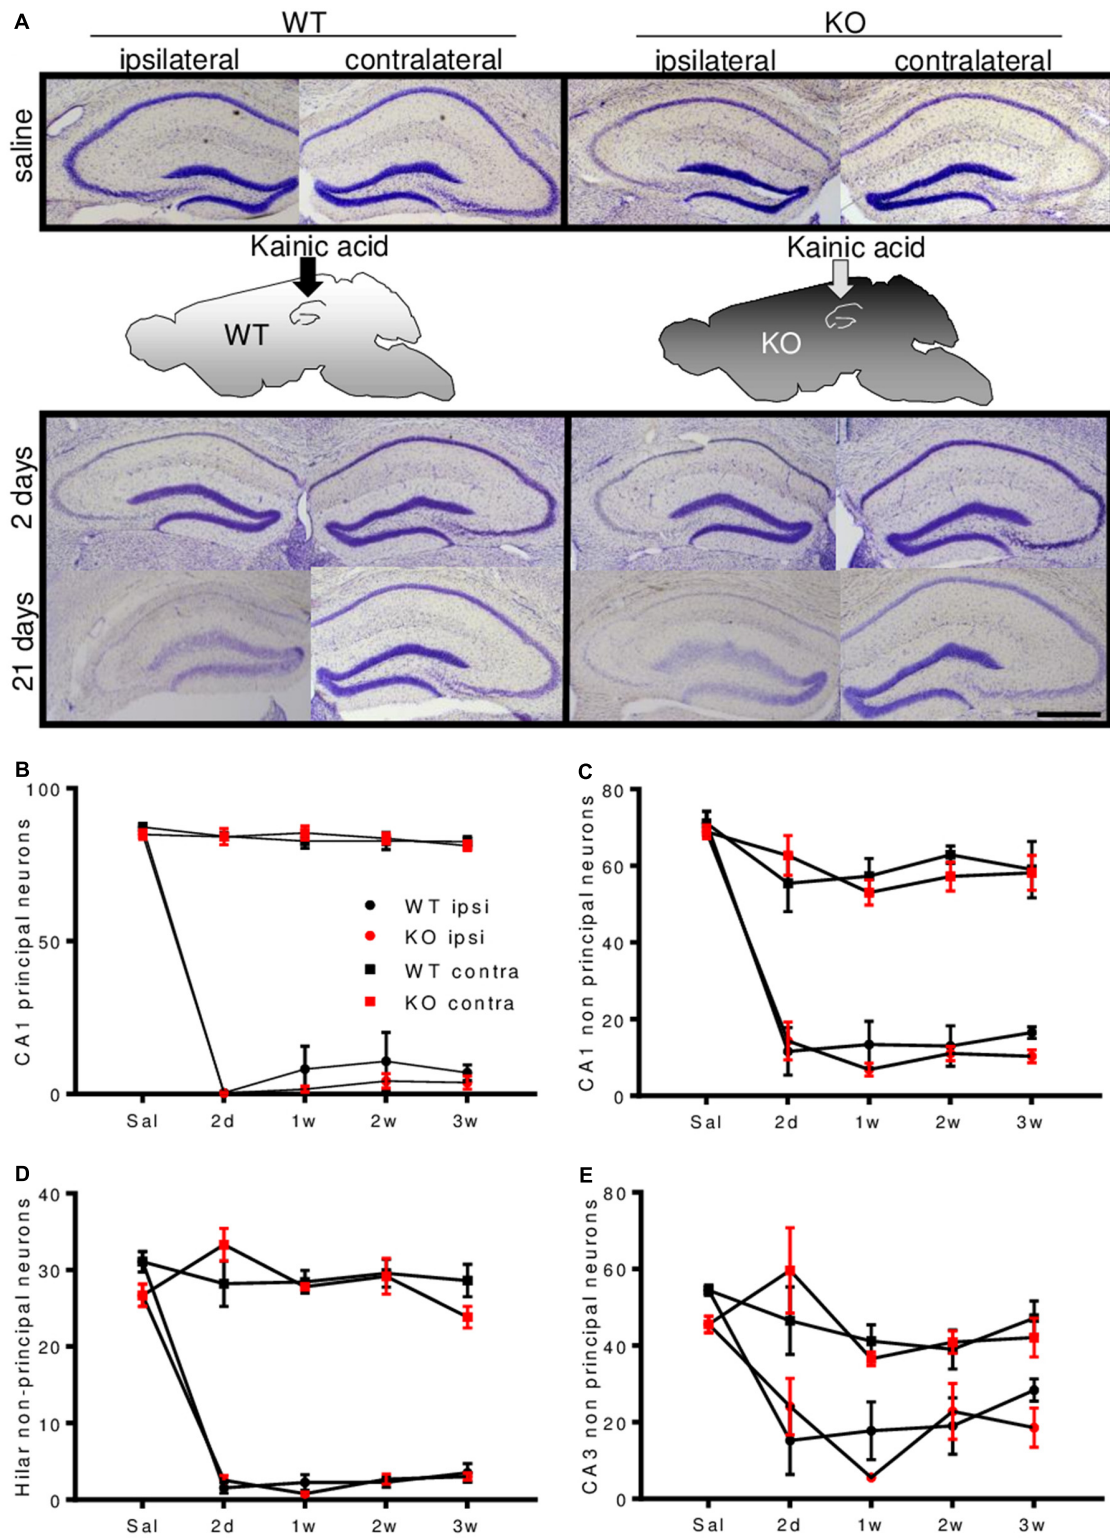 A
WT
KO
ipsilateral
contralateral
ipsilateral
contralateral
saline
Kainic acid
Kainic acid
WT
KO
2 days
21 days
B
CA1 principal neurons
100
50
0
WT ipsi
KO ipsi
WT contra
KO contra
Sal
2d
1w
2w
3w
C
CA1 non principal neurons
80
60
40
20
0
Sal
2d
1w
2w
3w
D
Hilar non-principal neurons
40
30
20
10
0
Sal
2d
1w
2w
3w
E
CA3 non principal neurons
80
60
40
20
0
Sal
2d
1w
2w
3w